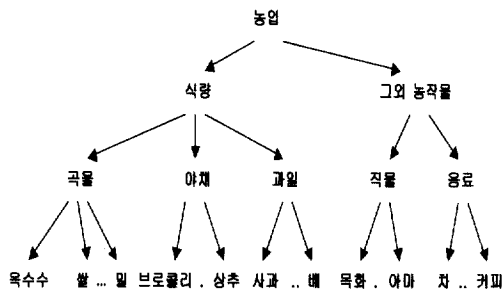 농업
식량 그외 농작물
곡물 야채 과일 직물 음료
옥수수 쌀 ... 밀 브로콜리 . 상추 사과 .. 배 목화 . 아마 차 .. 커피